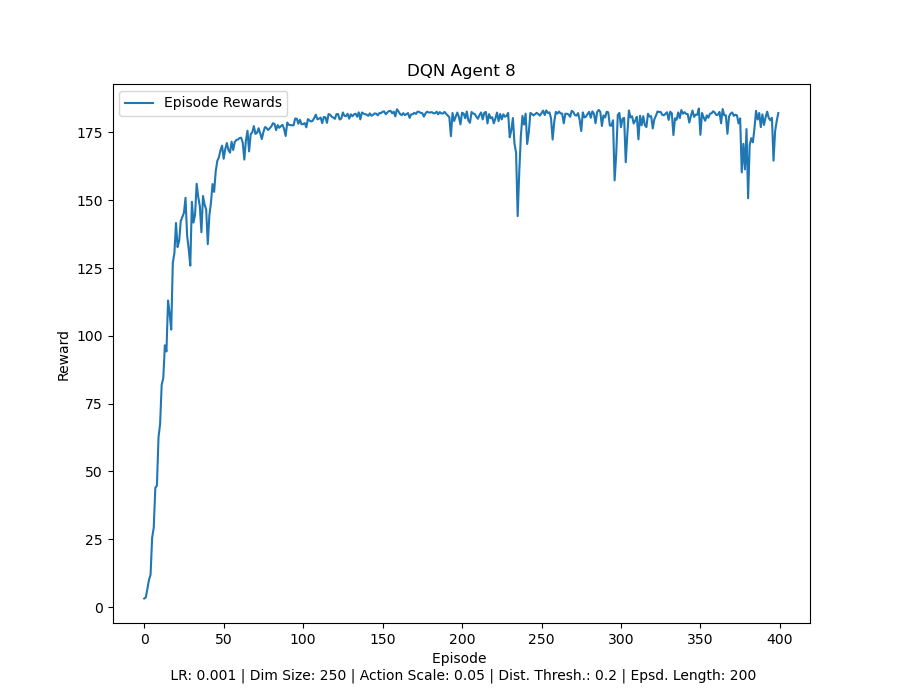 DQN Agent 8
Episode Rewards
Reward
175
150
125
100
75
50
25
0
0 50 100 150 200 250 300 350 400
Episode
LR: 0.001 | Dim Size: 250 | Action Scale: 0.05 | Dist. Thresh.: 0.2 | Epsd. Length: 200